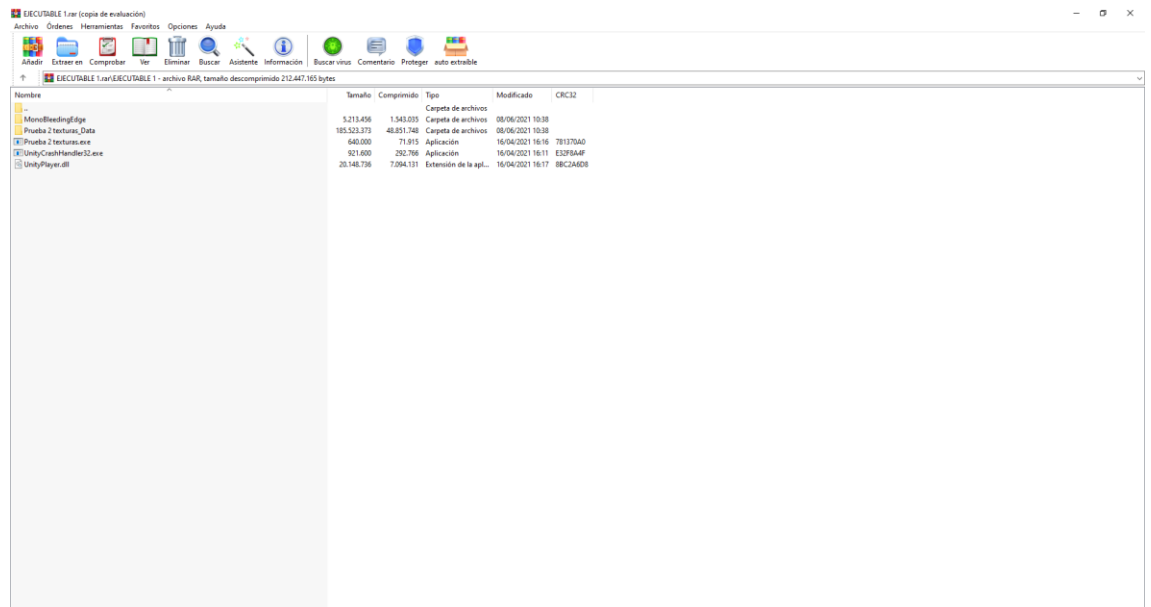 EJECUTABLE 1.rar (copia de evaluación)
Archivo Órdenes Herramientas Favoritos Opciones Ayuda
Añadir Extraer en Comprobar Ver Eliminar Buscar Asistente Información Buscar virus Comentario Proteger auto extraible
EJECUTABLE 1.rar\EJECUTABLE 1 - archivo RAR, tamaño descomprimido 212.447.165 bytes
Nombre Tamaño Comprimido Tipo Modificado CRC32
.. Carpeta de archivos
MonoBleedingEdge 5.213.456 1.543.035 Carpeta de archivos 08/06/2021 10:38
Prueba 2 texturas_Data 185.523.373 48.851.748 Carpeta de archivos 08/06/2021 10:38
Prueba 2 texturas.exe 640.000 71.915 Aplicación 16/04/2021 16:16 781370A0
UnityCrashHandler32.exe 921.600 292.766 Aplicación 16/04/2021 16:11 E32F8A4F
UnityPlayer.dll 20.148.736 7.094.131 Extensión de la apl... 16/04/2021 16:17 8BC2A6D8